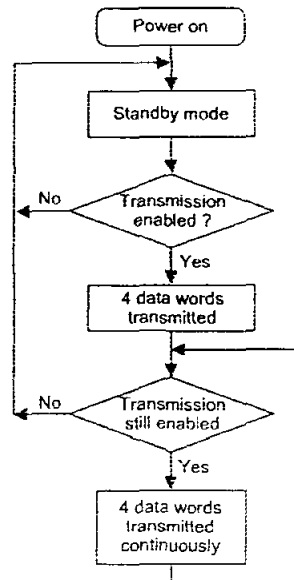 Power on
Standby mode
No
Transmission
enabled ?
Yes
4 data words
transmitted
No
Transmission
still enabled
Yes
4 data words
transmitted
continuously